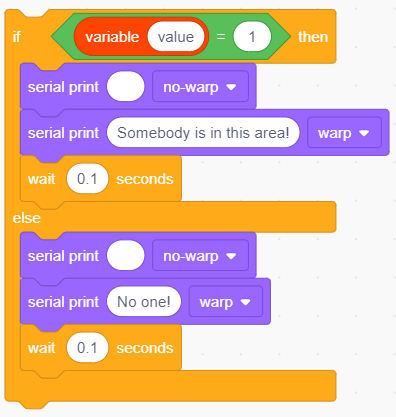 if variable value = 1 then
serial print no-warp
serial print Somebody is in this area! warp
wait 0.1 seconds
else
serial print no-warp
serial print No one! warp
wait 0.1 seconds